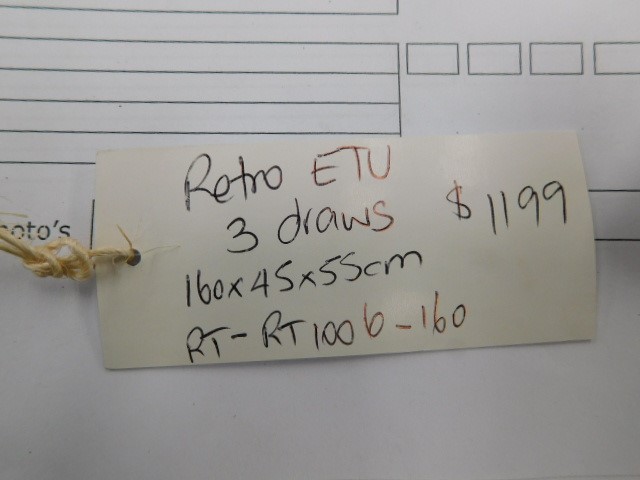 Retro ETU
3 draws $1199
160x45x55cm
RT-RT1006-160
oto's